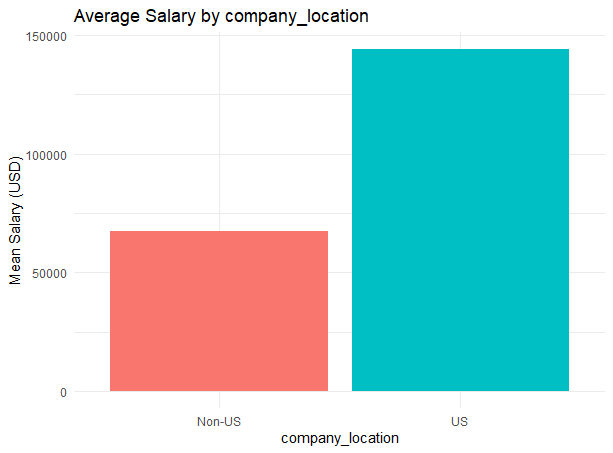 Average Salary by company_location
Mean Salary (USD)
150000
100000
50000
0
Non-US
US
company_location